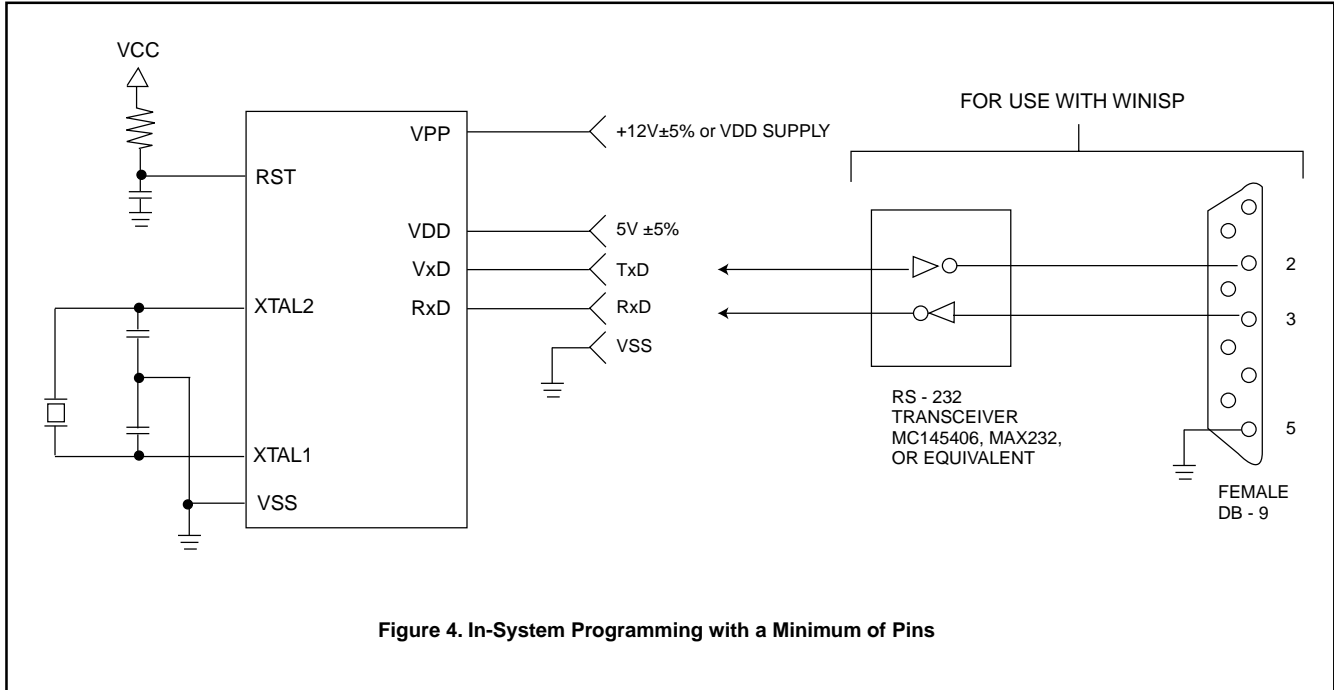 VCC
FOR USE WITH WINISP
VPP
+12V±5% or VDD SUPPLY
RST
VDD
5V ±5%
VxD
TxD
2
XTAL2
RxD
RxD
3
VSS
RS - 232
TRANSCEIVER
MC145406, MAX232,
OR EQUIVALENT
5
XTAL1
VSS
FEMALE
DB - 9
Figure 4. In-System Programming with a Minimum of Pins